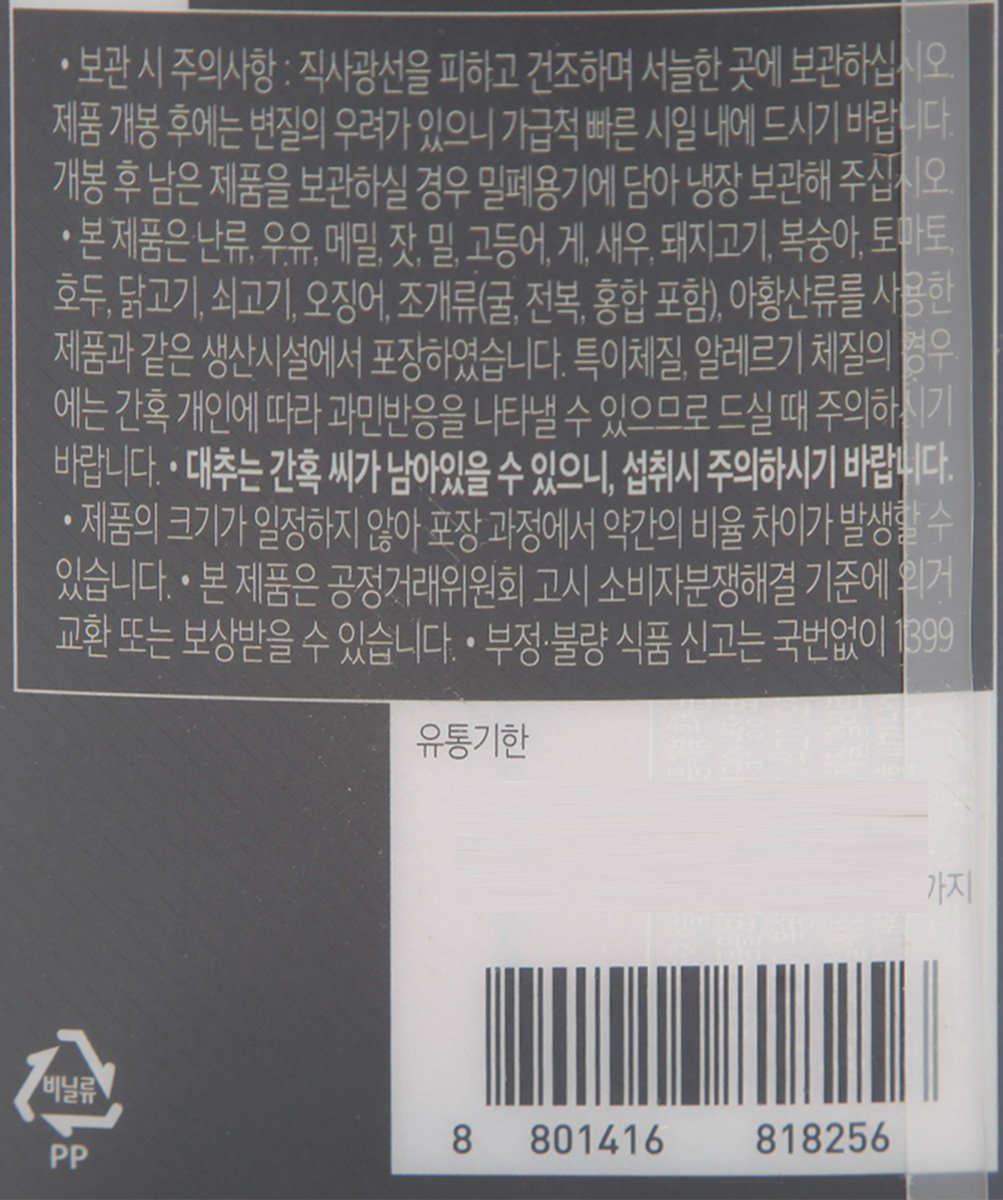 • 보관 시 주의사항 : 직사광선을 피하고 건조하며 서늘한 곳에 보관하십시오.
제품 개봉 후에는 변질의 우려가 있으니 가급적 빠른 시일 내에 드시기 바랍니다.
개봉 후 남은 제품을 보관하실 경우 밀폐용기에 담아 냉장 보관해 주십시오.
• 본 제품은 난류, 우유, 메밀, 잣, 밀, 고등어, 게, 새우, 돼지고기, 복숭아, 토마토,
호두, 닭고기, 쇠고기, 오징어, 조개류(굴, 전복, 홍합 포함), 아황산류를 사용한
제품과 같은 생산시설에서 포장하였습니다. 특이체질, 알레르기 체질의 경우
에는 간혹 개인에 따라 과민반응을 나타낼 수 있으므로 드실 때 주의하시기
바랍니다. • 대추는 간혹 씨가 남아있을 수 있으니, 섭취시 주의하시기 바랍니다.
• 제품의 크기가 일정하지 않아 포장 과정에서 약간의 비율 차이가 발생할 수
있습니다. • 본 제품은 공정거래위원회 고시 소비자분쟁해결 기준에 의거
교환 또는 보상받을 수 있습니다. • 부정·불량 식품 신고는 국번없이 1399
유통기한
까지
비닐류
PP
8 801416 818256